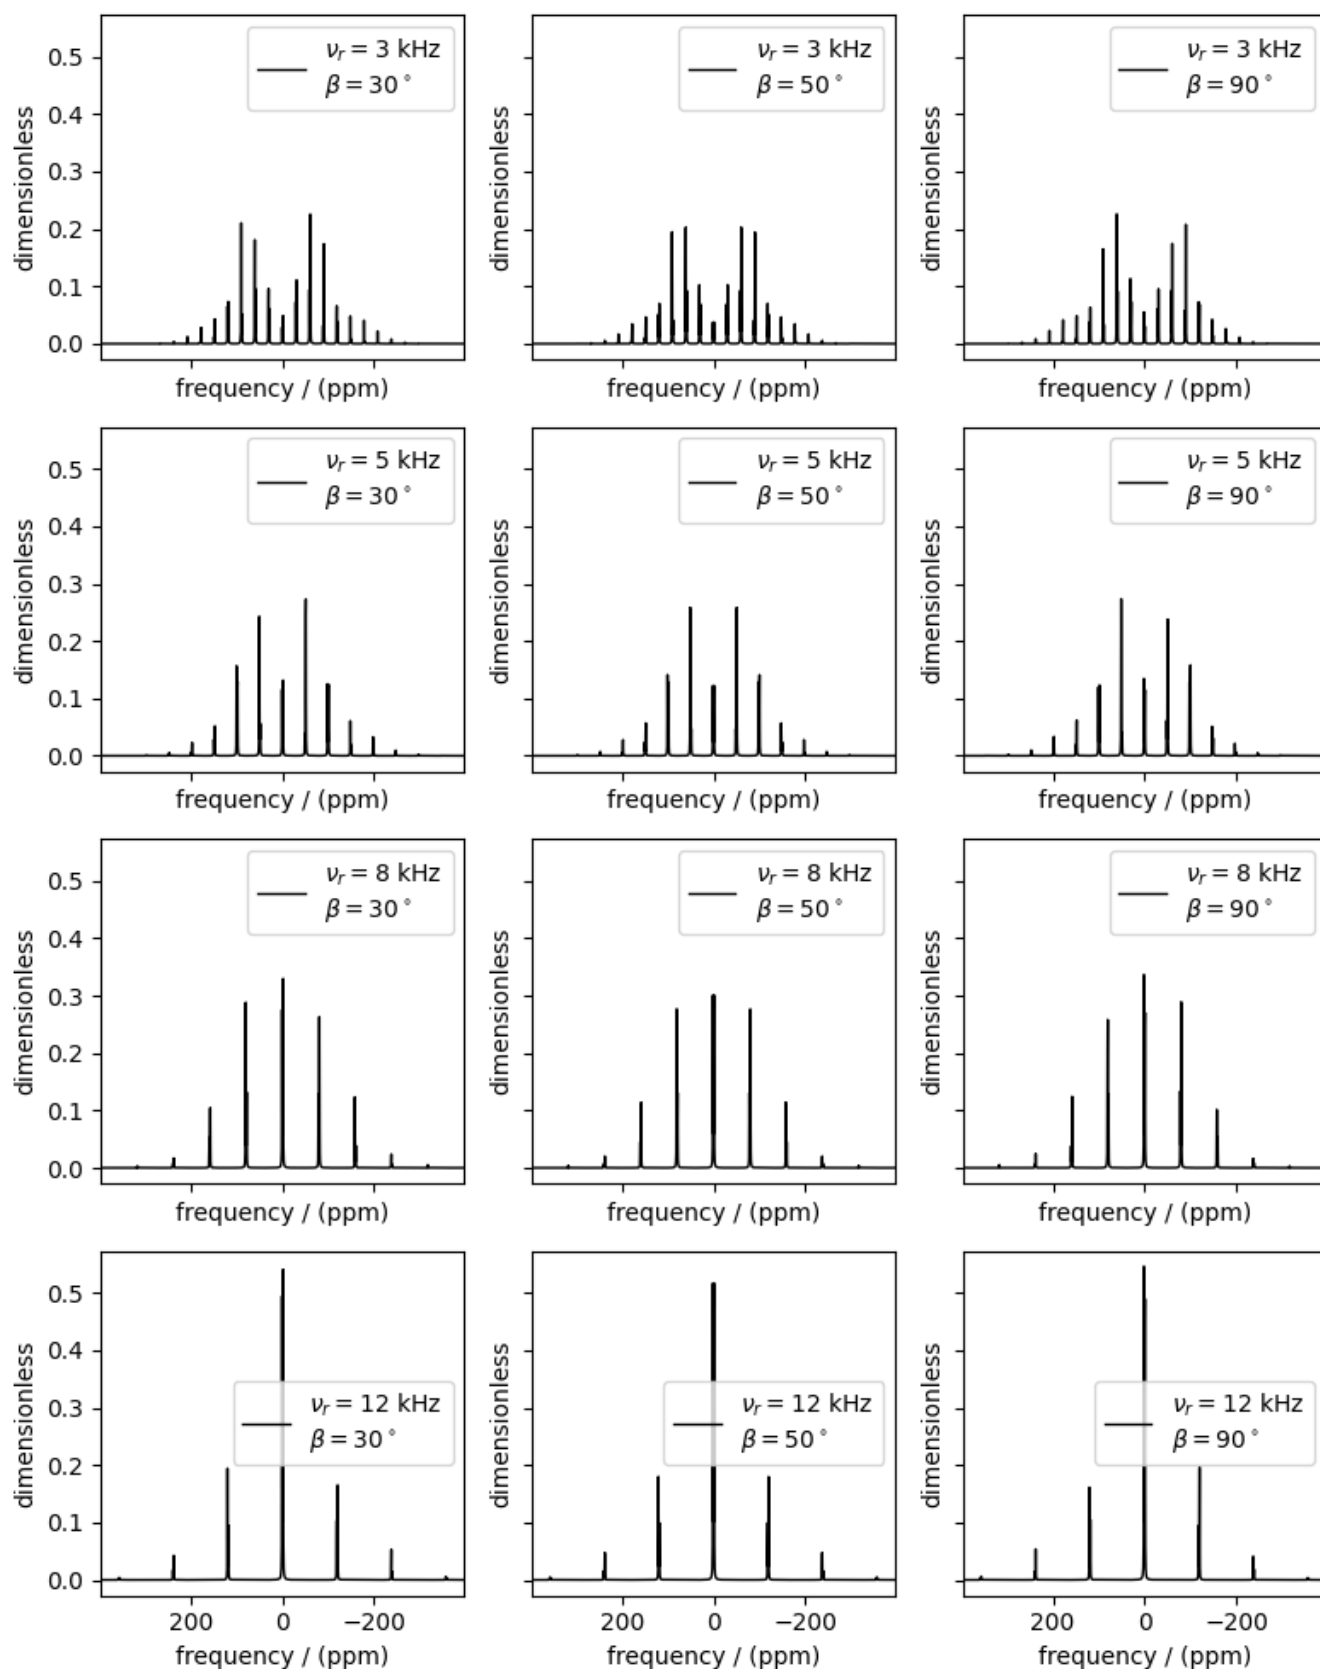 0.5
0.4
0.3
0.2
0.1
0.0
dimensionless
νr = 3 kHz
β = 30°
frequency / (ppm)
dimensionless
νr = 3 kHz
β = 50°
frequency / (ppm)
dimensionless
νr = 3 kHz
β = 90°
frequency / (ppm)
0.5
0.4
0.3
0.2
0.1
0.0
dimensionless
νr = 5 kHz
β = 30°
frequency / (ppm)
dimensionless
νr = 5 kHz
β = 50°
frequency / (ppm)
dimensionless
νr = 5 kHz
β = 90°
frequency / (ppm)
0.5
0.4
0.3
0.2
0.1
0.0
dimensionless
νr = 8 kHz
β = 30°
frequency / (ppm)
dimensionless
νr = 8 kHz
β = 50°
frequency / (ppm)
dimensionless
νr = 8 kHz
β = 90°
frequency / (ppm)
0.5
0.4
0.3
0.2
0.1
0.0
dimensionless
νr = 12 kHz
β = 30°
200 0 −200
frequency / (ppm)
dimensionless
νr = 12 kHz
β = 50°
200 0 −200
frequency / (ppm)
dimensionless
νr = 12 kHz
β = 90°
200 0 −200
frequency / (ppm)